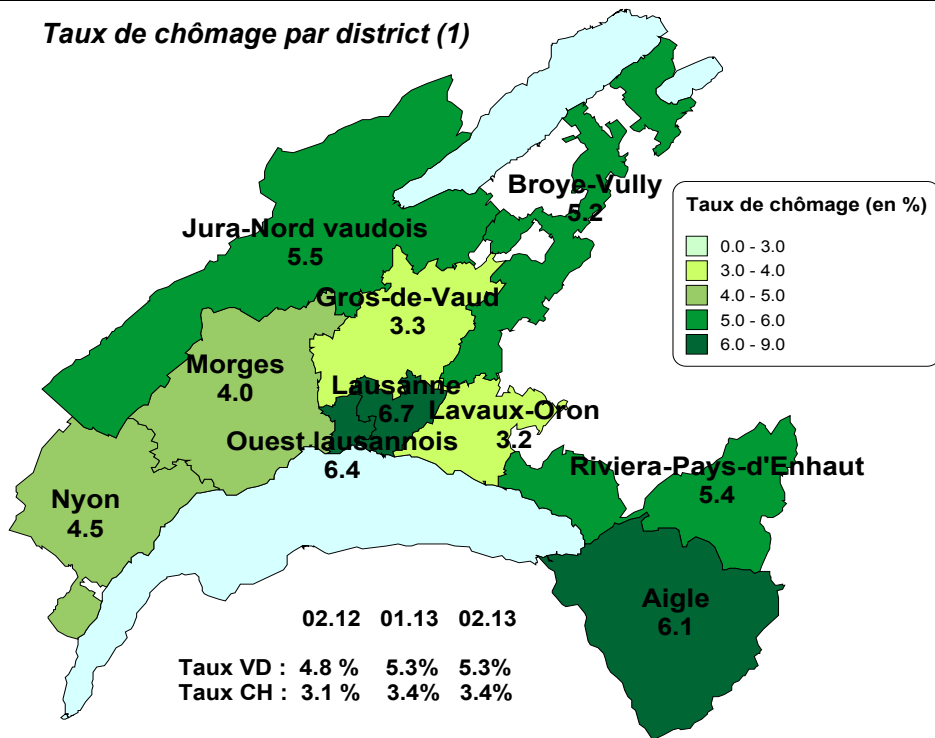 Taux de chômage par district (1)
Broye-Vully
5.2
Taux de chômage (en %)
0.0 - 3.0
3.0 - 4.0
4.0 - 5.0
5.0 - 6.0
6.0 - 9.0
Jura-Nord vaudois
5.5
Gros-de-Vaud
3.3
Morges
4.0
Lausanne
6.7
Lavaux-Oron
3.2
Ouest lausannois
6.4
Riviera-Pays-d'Enhaut
5.4
Nyon
4.5
Aigle
6.1
02.12 01.13 02.13
Taux VD : 4.8 % 5.3% 5.3%
Taux CH : 3.1 % 3.4% 3.4%